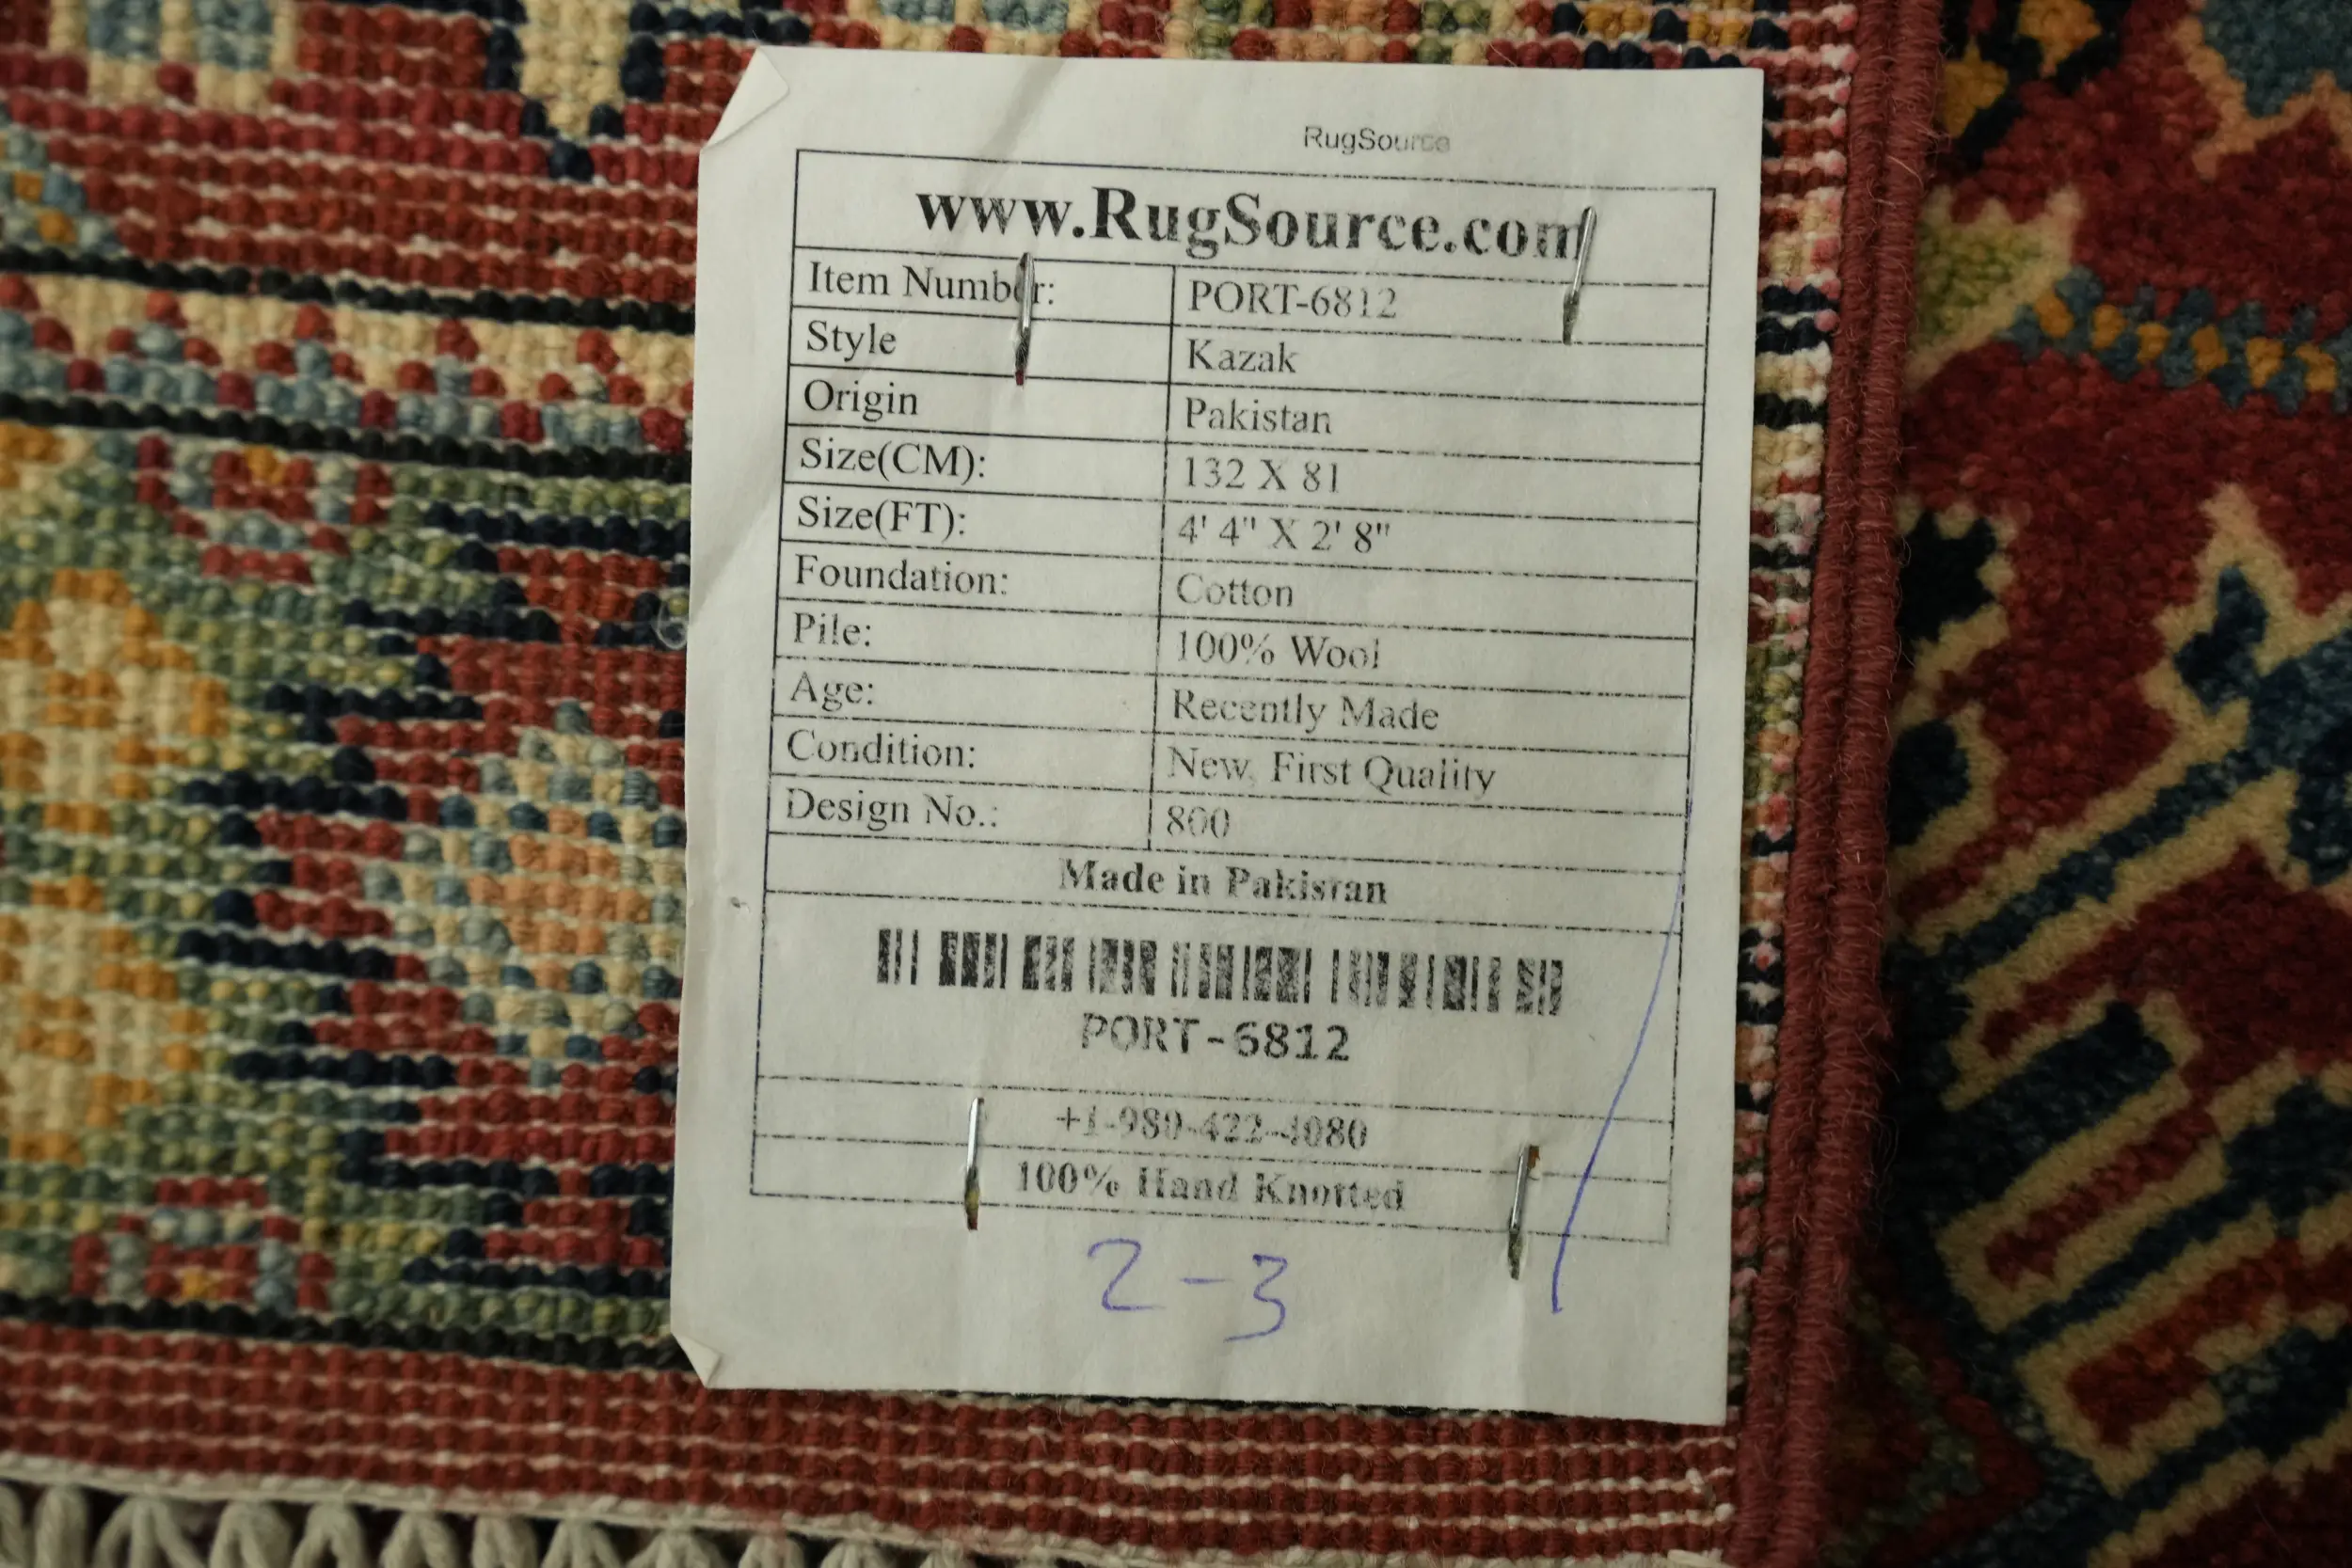 RugSource
www.RugSource.com
Item Number: PORT-6812
Style Kazak
Origin Pakistan
Size(CM): 132 X 81
Size(FT): 4' 4" X 2' 8"
Foundation: Cotton
Pile: 100% Wool
Age: Recently Made
Condition: New, First Quality
Design No.: 800
Made in Pakistan
PORT-6812
+1-980-422-4080
100% Hand Knotted
2-3